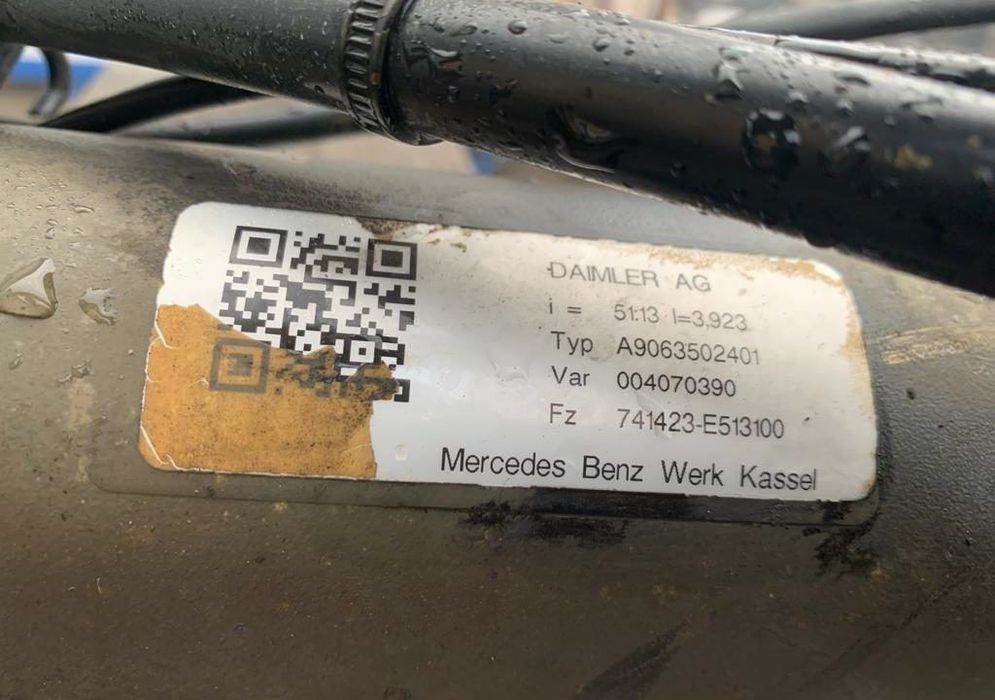 DAIMLER AG
i = 51:13 I=3,923
Typ A9063502401
Var 004070390
Fz 741423-E513100
Mercedes Benz Werk Kassel